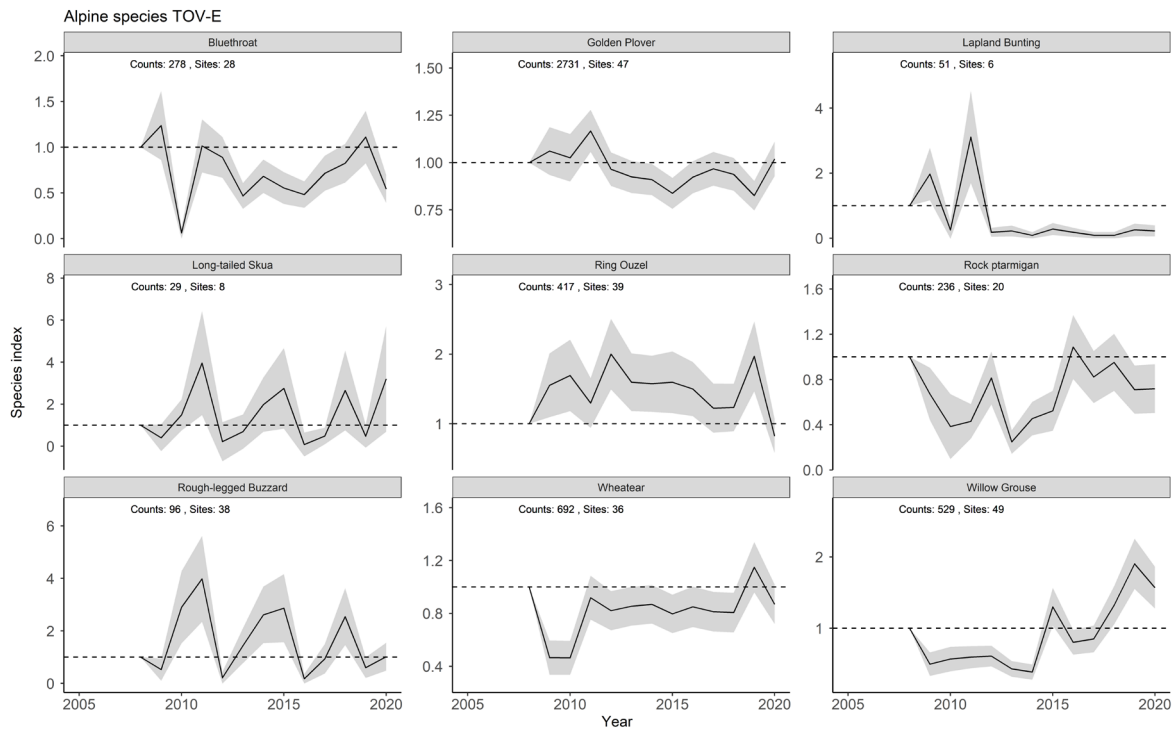 Alpine species TOV-E
Bluethroat
Counts: 278 , Sites: 28
2.0
1.5
1.0
0.5
0.0
Golden Plover
Counts: 2731 , Sites: 47
1.50
1.25
1.00
0.75
Lapland Bunting
Counts: 51 , Sites: 6
4
2
0
Long-tailed Skua
Counts: 29 , Sites: 8
8
6
4
2
0
Ring Ouzel
Counts: 417 , Sites: 39
3
2
1
Rock ptarmigan
Counts: 236 , Sites: 20
1.6
1.2
0.8
0.4
0.0
Rough-legged Buzzard
Counts: 96 , Sites: 38
6
4
2
0
2005 2010 2015 2020
Wheatear
Counts: 692 , Sites: 36
1.6
1.2
0.8
0.4
2005 2010 2015 2020
Willow Grouse
Counts: 529 , Sites: 49
2
1
2005 2010 2015 2020
Species index
Year